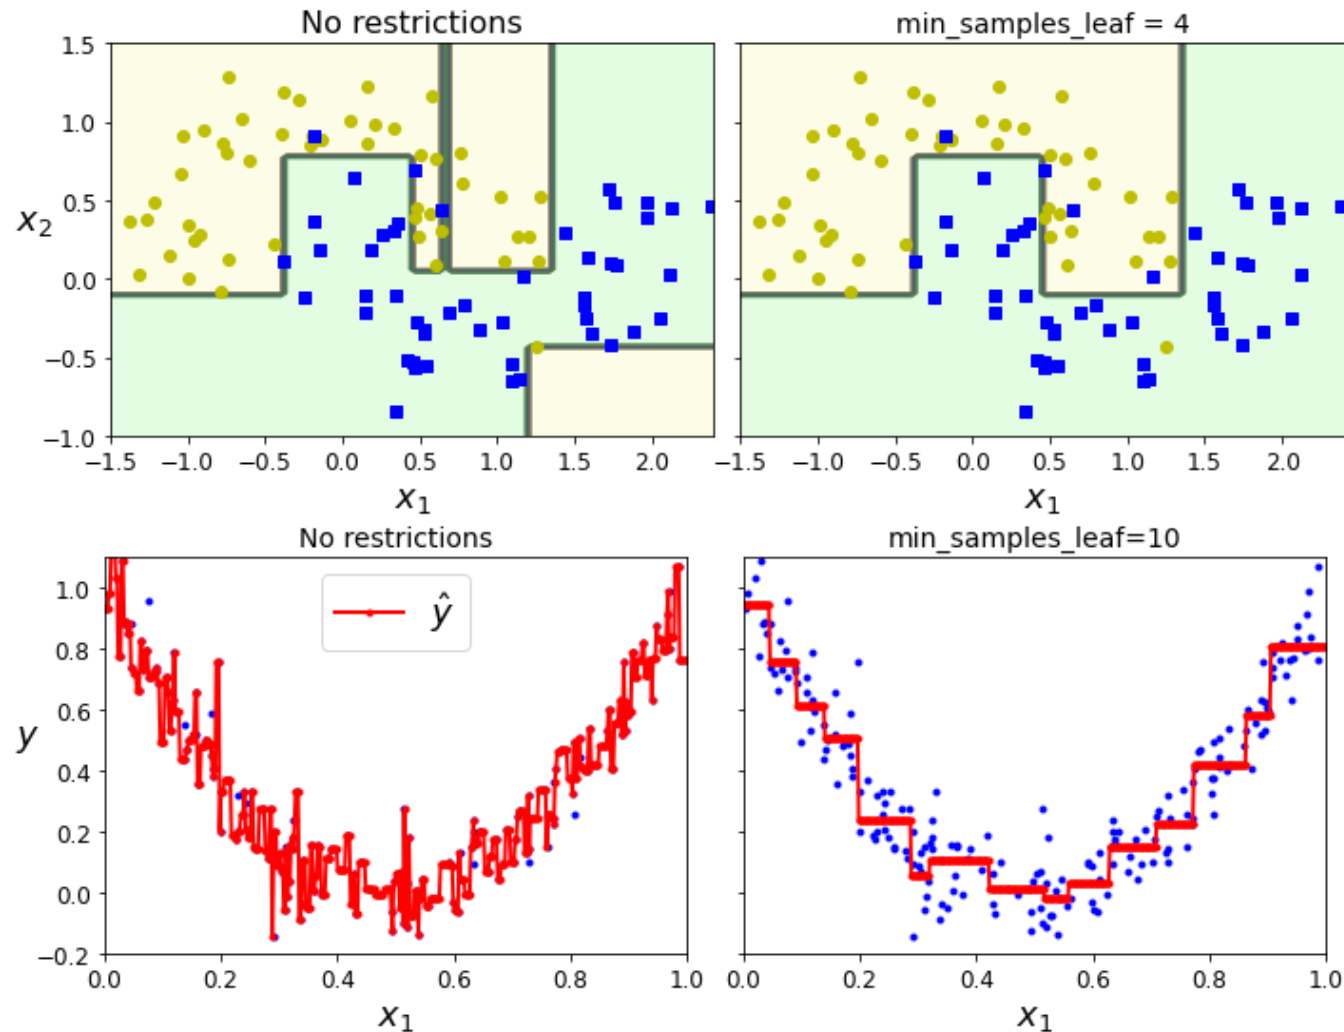 No restrictions
min_samples_leaf = 4
1.5
1.0
0.5
0.0
−0.5
−1.0
x₂
−1.5 −1.0 −0.5 0.0 0.5 1.0 1.5 2.0
−1.5 −1.0 −0.5 0.0 0.5 1.0 1.5 2.0
x₁
x₁
No restrictions
min_samples_leaf=10
1.0
0.8
0.6
0.4
0.2
0.0
−0.2
y
ŷ
0.0 0.2 0.4 0.6 0.8 1.0
0.0 0.2 0.4 0.6 0.8 1.0
x₁
x₁